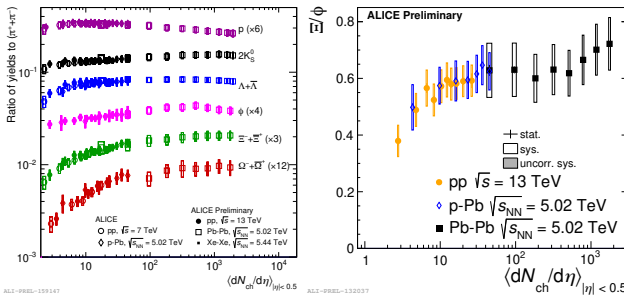 Ratio of yields to (π⁺+π⁻)
p (×6)
2K⁰S
Λ+Λ̅
ϕ (×4)
Ξ⁻+Ξ̅⁺ (×3)
Ω⁻+Ω̅⁺ (×12)
ALICE
pp, √s = 7 TeV
p-Pb, √sNN = 5.02 TeV
ALICE Preliminary
pp, √s = 13 TeV
Pb-Pb, √sNN = 5.02 TeV
Xe-Xe, √sNN = 5.44 TeV
10⁻¹
10⁻²
10⁻³
10
10²
10³
10⁴
⟨dNch/dη⟩|η| < 0.5
ALI-PREL-159147
Ξ/ϕ
ALICE Preliminary
1
0.8
0.6
0.4
0.2
0
stat.
sys.
uncorr. sys.
pp √s = 13 TeV
p-Pb √sNN = 5.02 TeV
Pb-Pb √sNN = 5.02 TeV
1
10
10²
10³
⟨dNch/dη⟩|η| < 0.5
ALI-PREL-132037